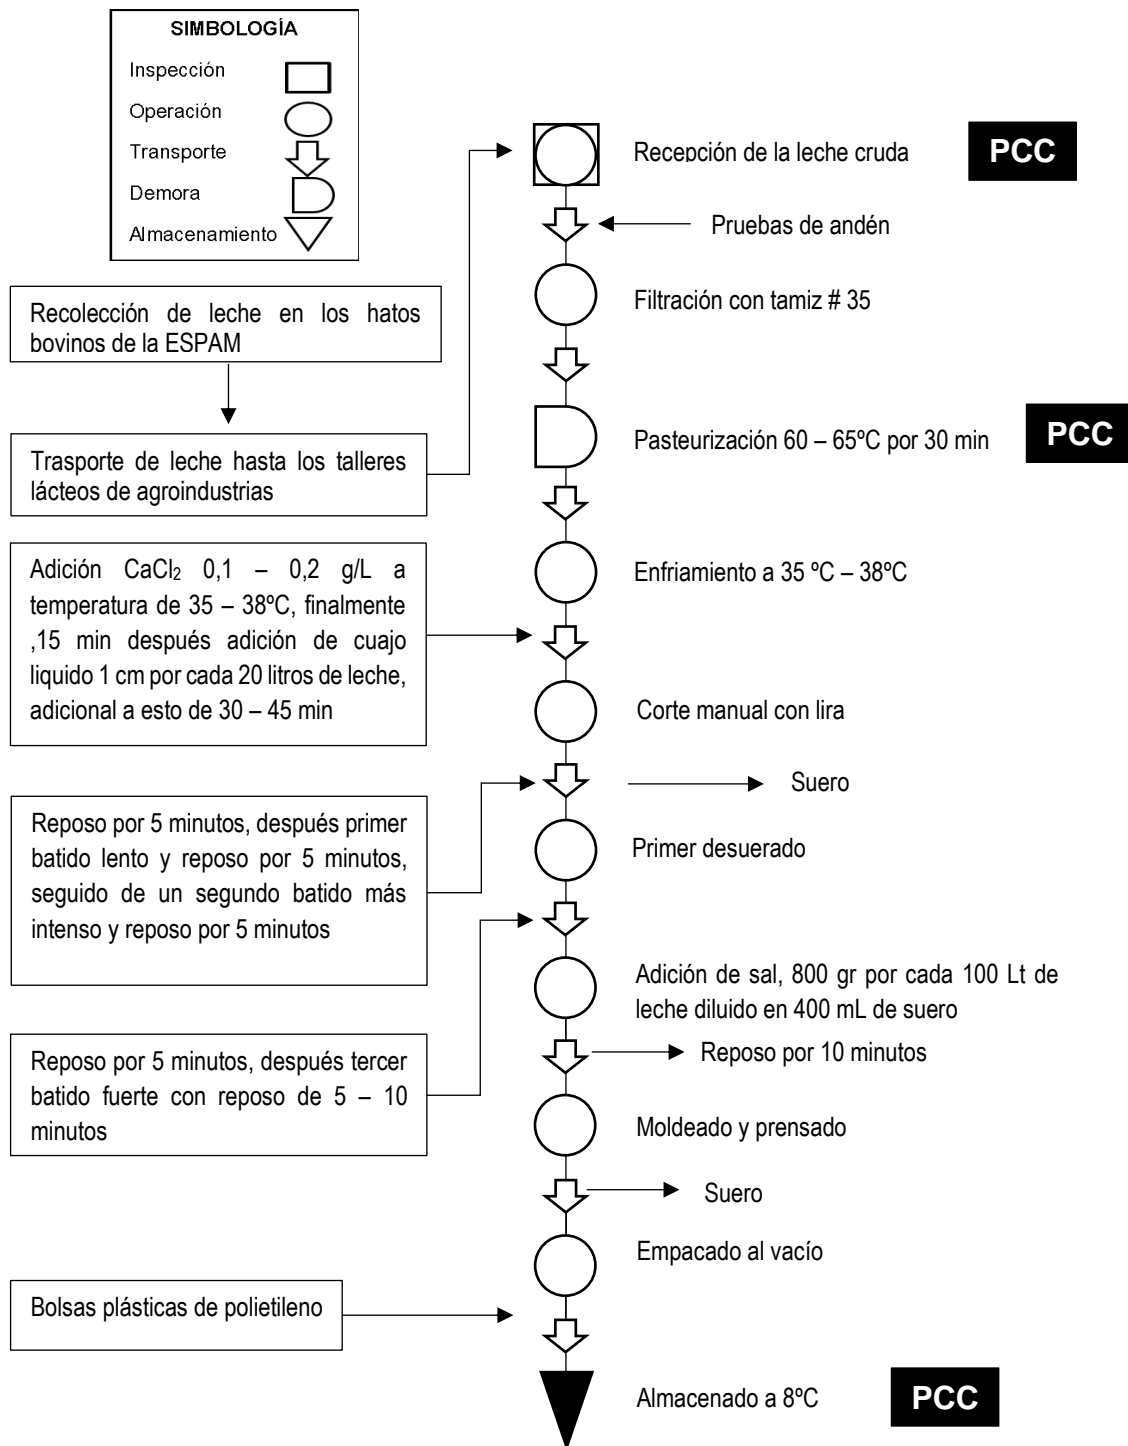 SIMBOLOGÍA
Inspección
Operación
Transporte
Demora
Almacenamiento
Recepción de la leche cruda
PCC
Pruebas de andén
Filtración con tamiz # 35
Recolección de leche en los hatos
bovinos de la ESPAM
Pasteurización 60 – 65ºC por 30 min
PCC
Trasporte de leche hasta los talleres
lácteos de agroindustrias
Enfriamiento a 35 ºC – 38ºC
Adición CaCl₂ 0,1 – 0,2 g/L a
temperatura de 35 – 38ºC, finalmente
,15 min después adición de cuajo
liquido 1 cm por cada 20 litros de leche,
adicional a esto de 30 – 45 min
Corte manual con lira
Suero
Reposo por 5 minutos, después primer
batido lento y reposo por 5 minutos,
seguido de un segundo batido más
intenso y reposo por 5 minutos
Primer desuerado
Adición de sal, 800 gr por cada 100 Lt de
leche diluido en 400 mL de suero
Reposo por 10 minutos
Reposo por 5 minutos, después tercer
batido fuerte con reposo de 5 – 10
minutos
Moldeado y prensado
Suero
Empacado al vacío
Bolsas plásticas de polietileno
Almacenado a 8ºC
PCC